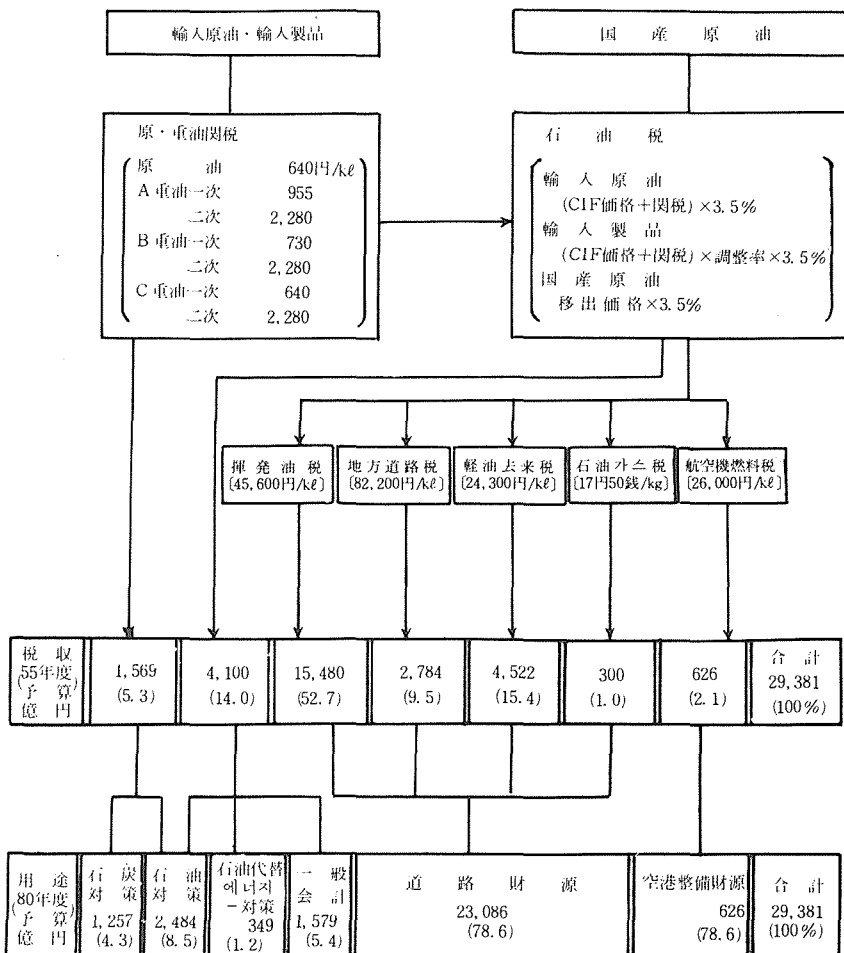 輸入原油・輸入製品
国産原油
原・重油関税
原油 640円/kℓ
A重油一次 955
二次 2,280
B重油一次 730
二次 2,280
C重油一次 640
二次 2,280
石油税
輸入原油
(CIF価格+関税)×3.5%
輸入製品
(CIF価格+関税)×調整率×3.5%
国産原油
移出価格×3.5%
揮発油税
[45,600円/kℓ]
地方道路税
[82,200円/kℓ]
軽油去来税
[24,300円/kℓ]
石油가스税
[17円50銭/kg]
航空機燃料税
[26,000円/kℓ]
税収
(55年度
予算)
億円
1,569
(5.3)
4,100
(14.0)
15,480
(52.7)
2,784
(9.5)
4,522
(15.4)
300
(1.0)
626
(2.1)
合計
29,381
(100%)
用途
(80年度
予算)
億円
石炭
対策
1,257
(4.3)
石油
対策
2,484
(8.5)
石油代替
에너지
-対策
349
(1.2)
一般
会計
1,579
(5.4)
道路財源
23,086
(78.6)
空港整備財源
626
(78.6)
合計
29,381
(100%)